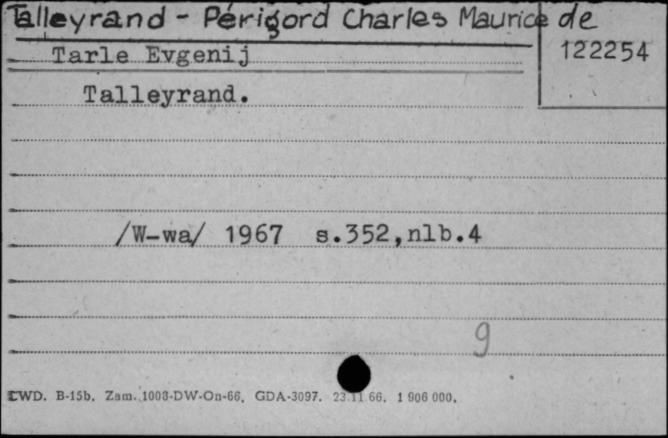 Talleyrand - Périgord Charles Maurice de
122254
Tarle Evgenij
Talleyrand.
/W-wa/ 1967 s.352,nlb.4
9
CWD. B-15b. Zam. 1008-DW-On-66. GDA-3097. 23.11.66. 1 906 000.